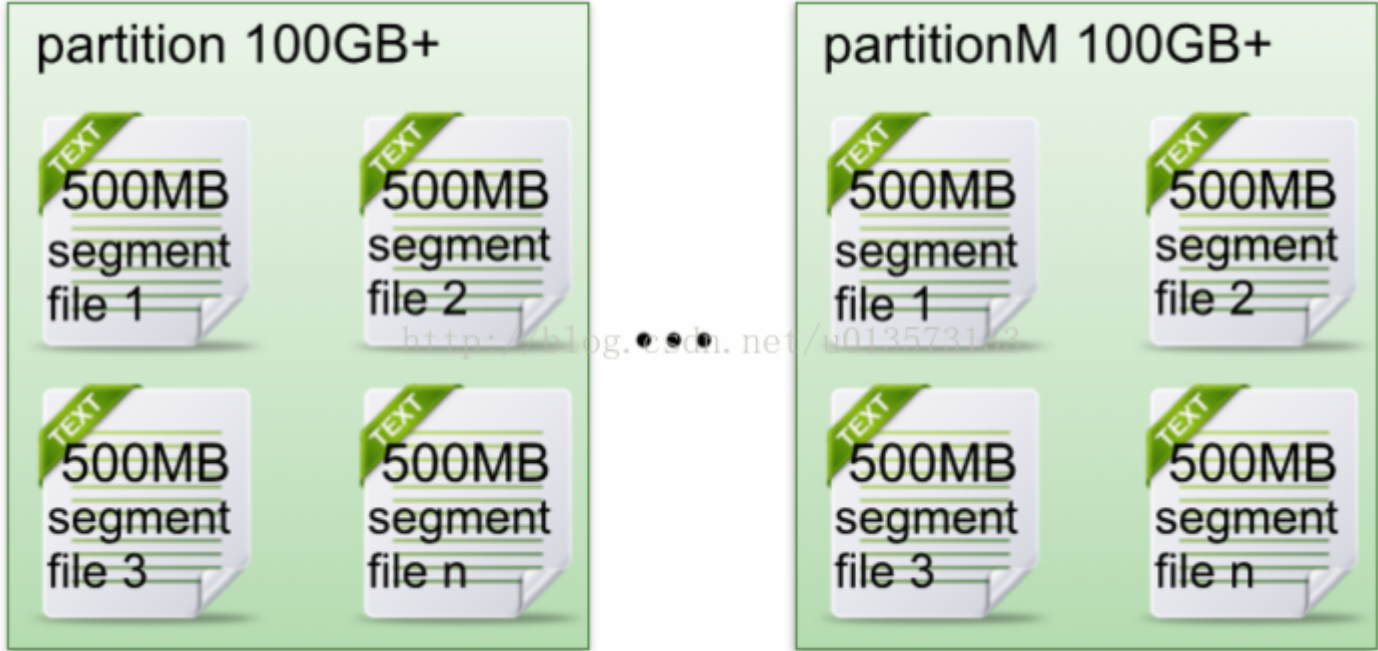 partition 100GB+
TEXT
500MB
segment
file 1
TEXT
500MB
segment
file 2
TEXT
500MB
segment
file 3
TEXT
500MB
segment
file n
partitionM 100GB+
TEXT
500MB
segment
file 1
TEXT
500MB
segment
file 2
TEXT
500MB
segment
file 3
TEXT
500MB
segment
file n